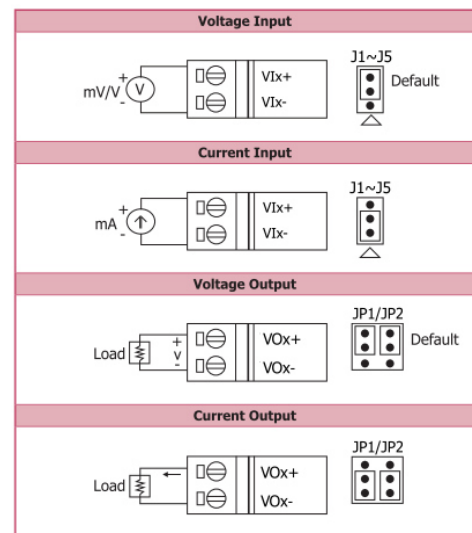 Voltage Input
J1~J5
+
mV/V V VIx+ Default
- VIx-
Current Input
J1~J5
+
mA VIx+
- VIx-
Voltage Output
JP1/JP2
Load + VOx+ Default
V
- VOx-
Current Output
JP1/JP2
VOx+
Load
VOx-